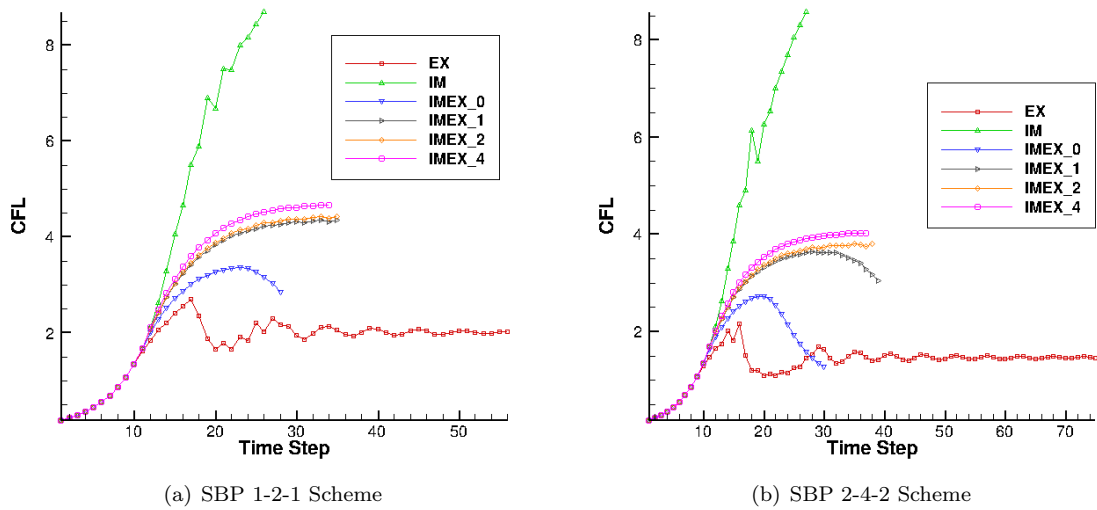 CFL
8
6
4
2
10
20
30
40
50
Time Step
EX
IM
IMEX_0
IMEX_1
IMEX_2
IMEX_4
(a) SBP 1-2-1 Scheme
CFL
8
6
4
2
10
20
30
40
50
60
70
Time Step
EX
IM
IMEX_0
IMEX_1
IMEX_2
IMEX_4
(b) SBP 2-4-2 Scheme